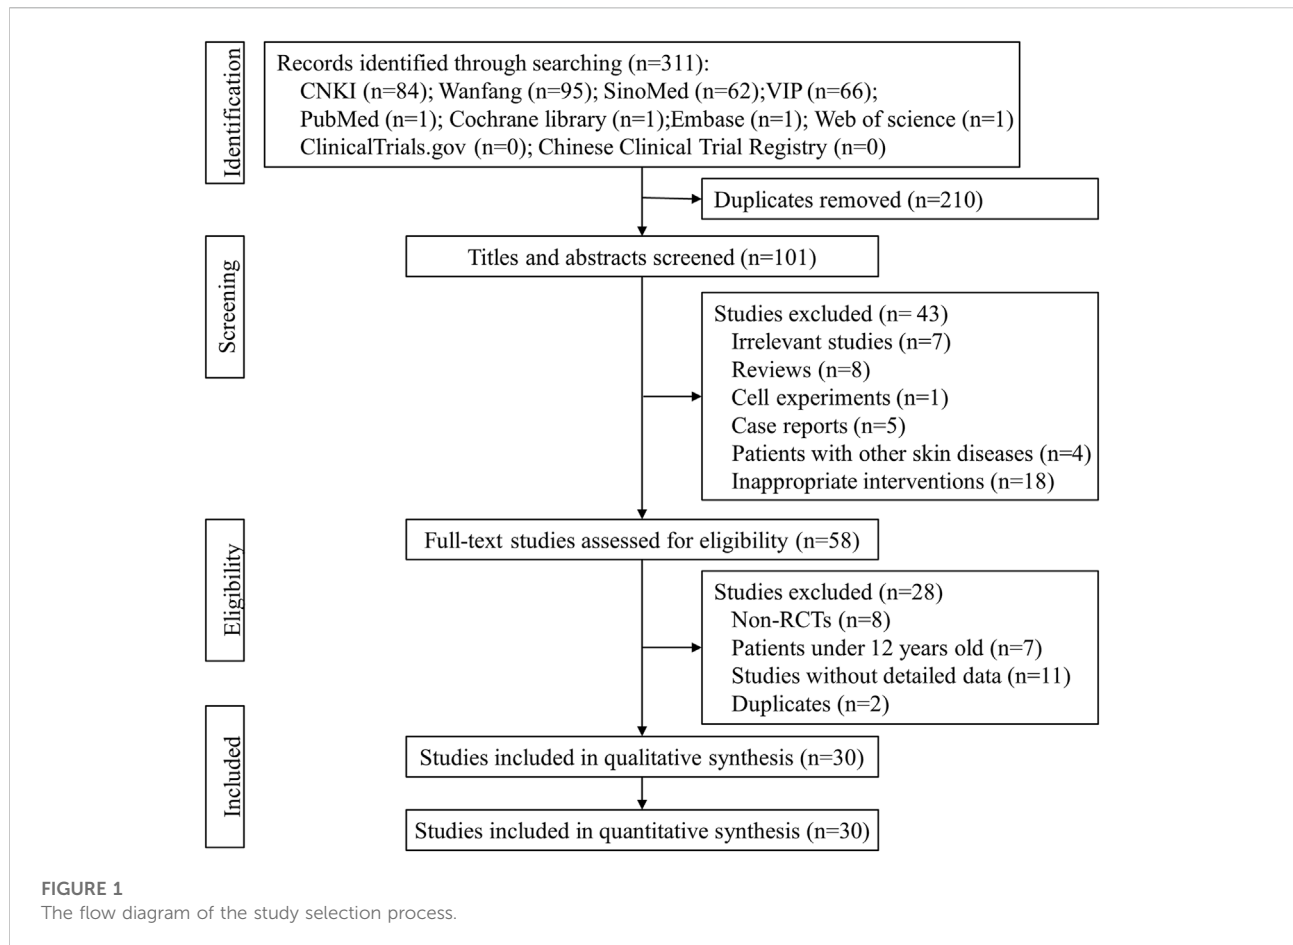 Identification
Records identified through searching (n=311):
CNKI (n=84); Wanfang (n=95); SinoMed (n=62);VIP (n=66);
PubMed (n=1); Cochrane library (n=1);Embase (n=1); Web of science (n=1)
ClinicalTrials.gov (n=0); Chinese Clinical Trial Registry (n=0)
Duplicates removed (n=210)
Screening
Titles and abstracts screened (n=101)
Studies excluded (n= 43)
Irrelevant studies (n=7)
Reviews (n=8)
Cell experiments (n=1)
Case reports (n=5)
Patients with other skin diseases (n=4)
Inappropriate interventions (n=18)
Eligibility
Full-text studies assessed for eligibility (n=58)
Studies excluded (n=28)
Non-RCTs (n=8)
Patients under 12 years old (n=7)
Studies without detailed data (n=11)
Duplicates (n=2)
Included
Studies included in qualitative synthesis (n=30)
Studies included in quantitative synthesis (n=30)
FIGURE 1
The flow diagram of the study selection process.